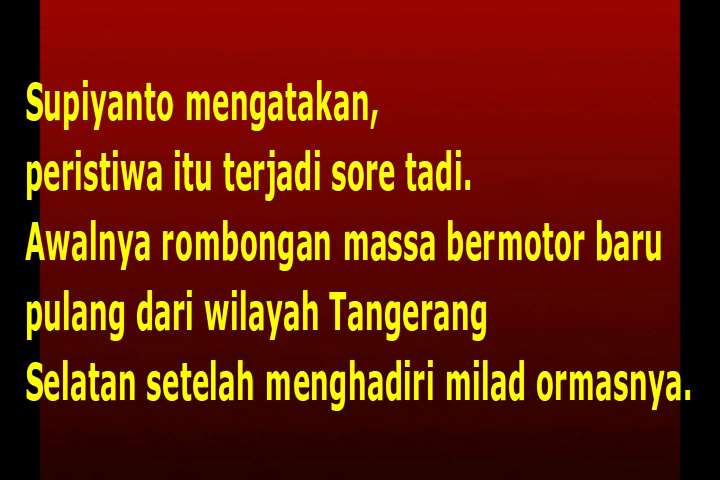 Supiyanto mengatakan,
peristiwa itu terjadi sore tadi.
Awalnya rombongan massa bermotor baru
pulang dari wilayah Tangerang
Selatan setelah menghadiri milad ormasnya.